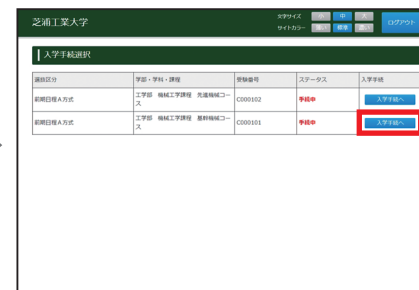 芝浦工業大学
文字サイズ 小 中 大
サイトカラー 薄い 標準 濃い
ログアウト
入学手続選択
選抜区分 学部・学科・課程 受験番号 ステータス 入学手続
前期日程A方式 工学部 機械工学課程 先進機械コース C000102 手続中 入学手続へ
前期日程A方式 工学部 機械工学課程 基幹機械コース C000101 手続中 入学手続へ